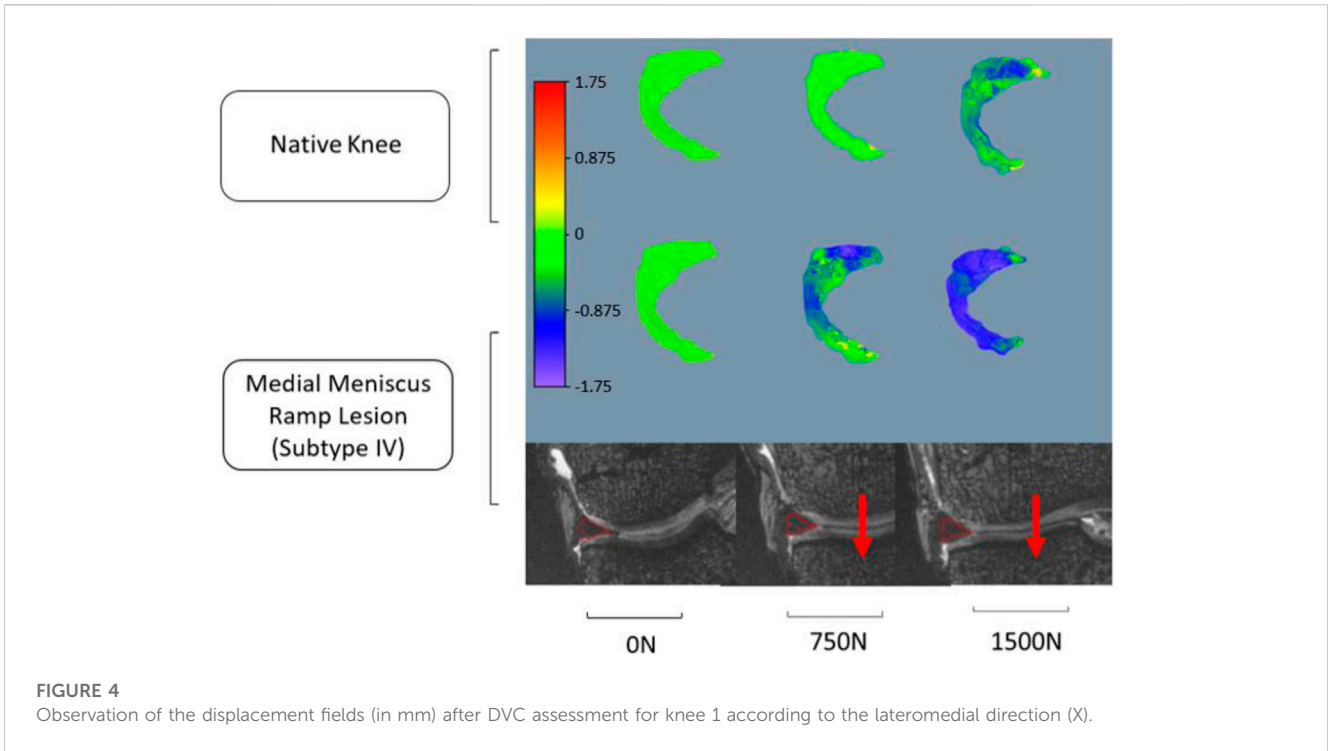 Native Knee
1.75
0.875
0
-0.875
-1.75
Medial Meniscus
Ramp Lesion
(Subtype IV)
0N
750N
1500N
FIGURE 4
Observation of the displacement fields (in mm) after DVC assessment for knee 1 according to the lateromedial direction (X).